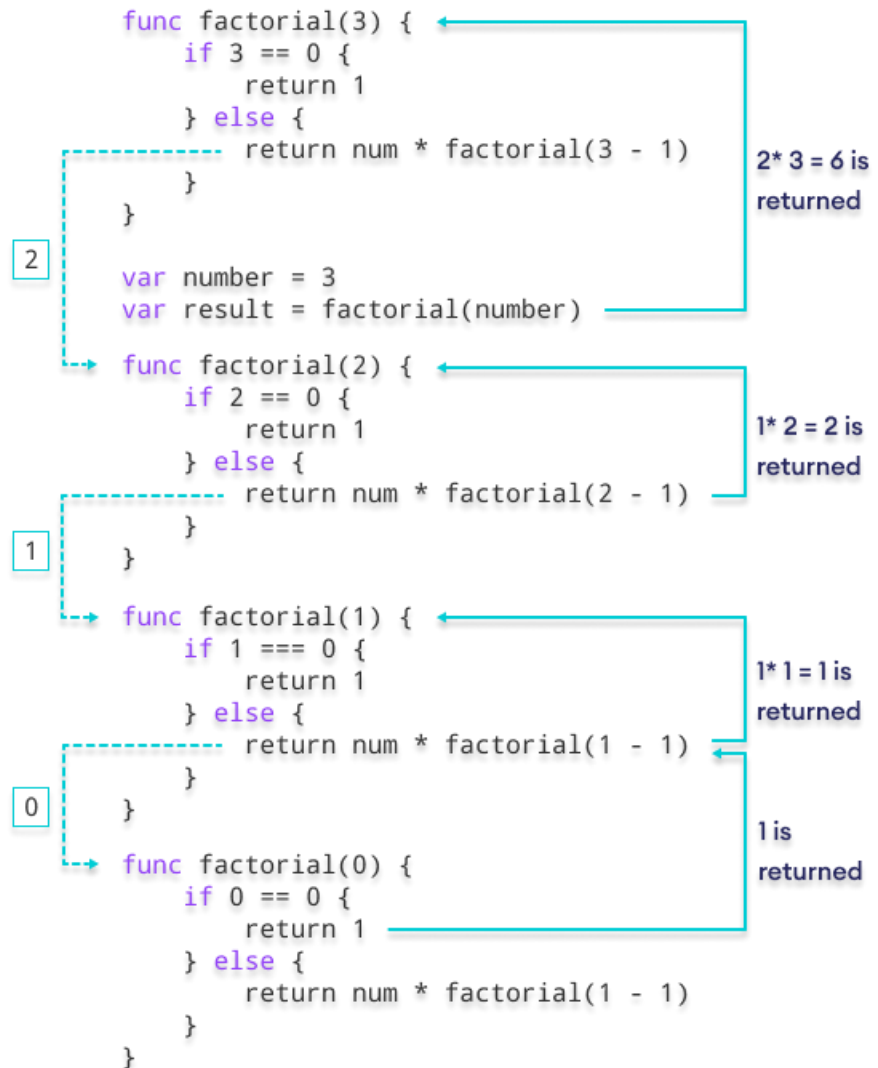 func factorial(3) {
if 3 == 0 {
return 1
} else {
return num * factorial(3 - 1)
}
}
2* 3 = 6 is
returned
2
var number = 3
var result = factorial(number)
func factorial(2) {
if 2 == 0 {
return 1
} else {
return num * factorial(2 - 1)
}
}
1* 2 = 2 is
returned
1
func factorial(1) {
if 1 === 0 {
return 1
} else {
return num * factorial(1 - 1)
}
}
1* 1 = 1 is
returned
0
1 is
returned
func factorial(0) {
if 0 == 0 {
return 1
} else {
return num * factorial(1 - 1)
}
}